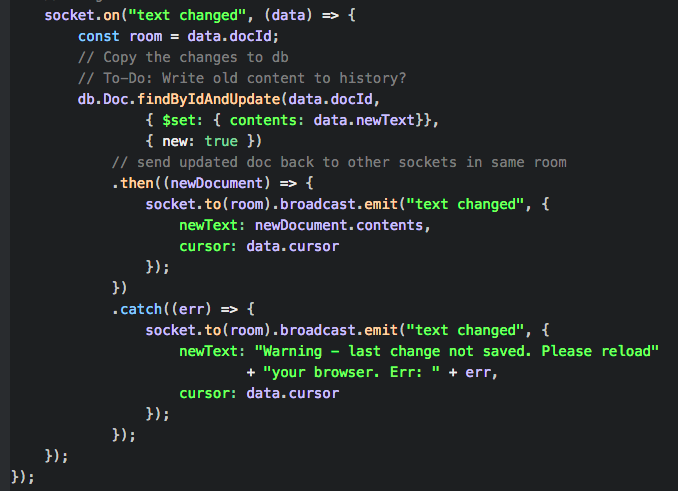 socket.on("text changed", (data) => {
const room = data.docId;
// Copy the changes to db
// To-Do: Write old content to history?
db.Doc.findByIdAndUpdate(data.docId,
{ $set: { contents: data.newText}},
{ new: true })
// send updated doc back to other sockets in same room
.then((newDocument) => {
socket.to(room).broadcast.emit("text changed", {
newText: newDocument.contents,
cursor: data.cursor
});
})
.catch((err) => {
socket.to(room).broadcast.emit("text changed", {
newText: "Warning - last change not saved. Please reload"
+ "your browser. Err: " + err,
cursor: data.cursor
});
});
});
});